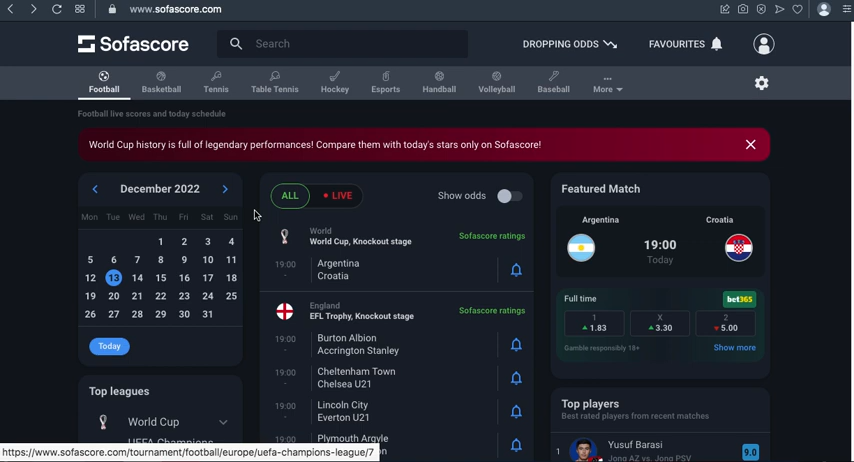 www.sofascore.com
Sofascore
Search
DROPPING ODDS
FAVOURITES
Football
Basketball
Tennis
Table Tennis
Hockey
Esports
Handball
Volleyball
Baseball
More
Football live scores and today schedule
World Cup history is full of legendary performances! Compare them with today's stars only on Sofascore!
December 2022
Mon Tue Wed Thu Fri Sat Sun
1 2 3 4
5 6 7 8 9 10 11
12 13 14 15 16 17 18
19 20 21 22 23 24 25
26 27 28 29 30 31
Today
Top leagues
World Cup
UEFA Champions
ALL
LIVE
Show odds
World
World Cup, Knockout stage
Sofascore ratings
19:00 Argentina
- Croatia
England
EFL Trophy, Knockout stage
Sofascore ratings
19:00 Burton Albion
- Accrington Stanley
19:00 Cheltenham Town
- Chelsea U21
19:00 Lincoln City
- Everton U21
19:00 Plymouth Argyle
Featured Match
Argentina
Croatia
19:00
Today
Full time
bet365
1 X 2
1.83 3.30 5.00
Gamble responsibly 18+
Show more
Top players
Best rated players from recent matches
1 Yusuf Barasi
Jong AZ vs. Jong PSV
9.0
https://www.sofascore.com/tournament/football/europe/uefa-champions-league/7